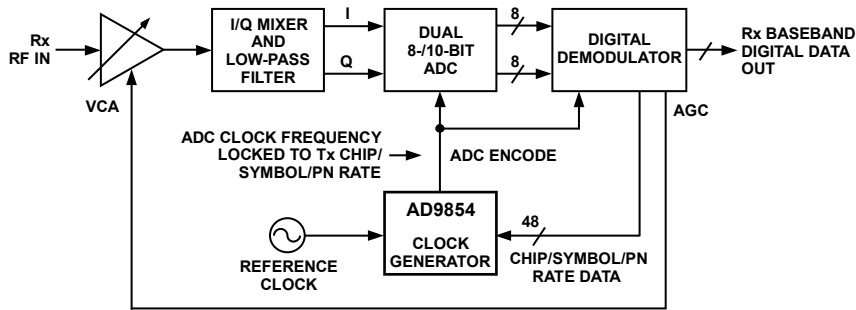 Rx
RF IN
VCA
I/Q MIXER
AND
LOW-PASS
FILTER
I
Q
DUAL
8-/10-BIT
ADC
8
8
DIGITAL
DEMODULATOR
Rx BASEBAND
DIGITAL DATA
OUT
AGC
ADC CLOCK FREQUENCY
LOCKED TO Tx CHIP/
SYMBOL/PN RATE
ADC ENCODE
AD9854
CLOCK
GENERATOR
48
CHIP/SYMBOL/PN
RATE DATA
REFERENCE
CLOCK